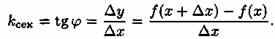 k_сек = tg φ = Δy/Δx = (f(x + Δx) − f(x))/Δx.